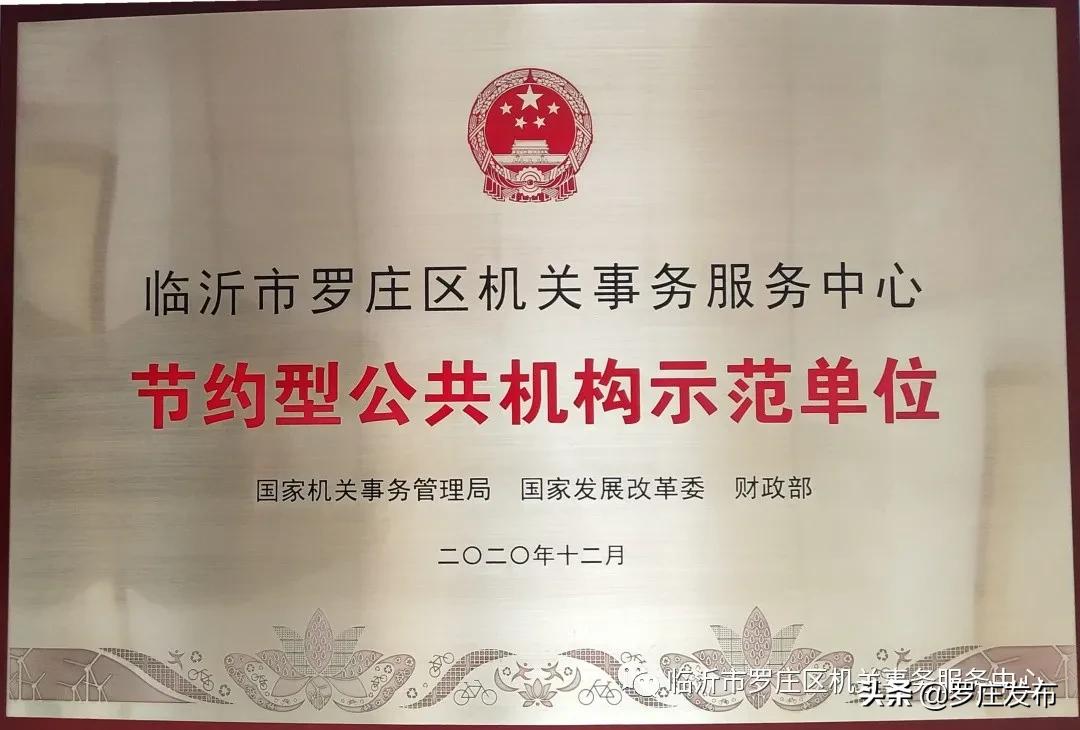 临沂市罗庄区机关事务服务中心
节约型公共机构示范单位
国家机关事务管理局 国家发展改革委 财政部
二〇二〇年十二月
临沂市罗庄区机关事务服务中心
头条 @罗庄发布